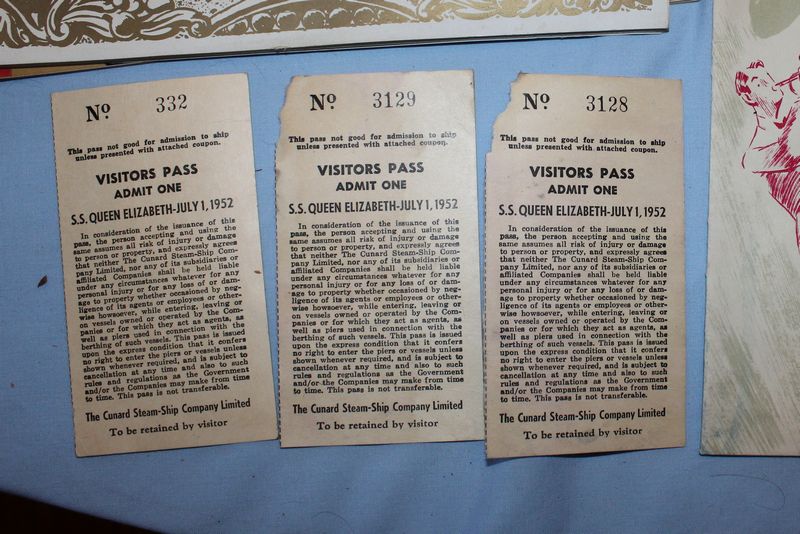 Nº 332
This pass not good for admission to ship
unless presented with attached coupon.
VISITORS PASS
ADMIT ONE
S.S. QUEEN ELIZABETH-JULY 1, 1952
In consideration of the issuance of this
pass, the person accepting and using the
same assumes all risk of injury or damage
to person or property, and expressly agrees
that neither The Cunard Steam-Ship Com-
pany Limited, nor any of its subsidiaries or
affiliated Companies shall be held liable
under any circumstances whatever for any
personal injury or for any loss of or dam-
age to property whether occasioned by neg-
ligence of its agents or employees or other-
wise howsoever, while entering, leaving or
on vessels owned or operated by the Com-
panies or for which they act as agents, as
well as piers used in connection with the
berthing of such vessels. This pass is issued
upon the express condition that it confers
no right to enter the piers or vessels unless
shown whenever required, and is subject to
cancellation at any time and also to such
rules and regulations as the Government
and/or the Companies may make from time
to time. This pass is not transferable.
The Cunard Steam-Ship Company Limited
To be retained by visitor
Nº 3129
This pass not good for admission to ship
unless presented with attached coupon.
VISITORS PASS
ADMIT ONE
S.S. QUEEN ELIZABETH-JULY 1, 1952
In consideration of the issuance of this
pass, the person accepting and using the
same assumes all risk of injury or damage
to person or property, and expressly agrees
that neither The Cunard Steam-Ship Com-
pany Limited, nor any of its subsidiaries or
affiliated Companies shall be held liable
under any circumstances whatever for any
personal injury or for any loss of or dam-
age to property whether occasioned by neg-
ligence of its agents or employees or other-
wise howsoever, while entering, leaving or
on vessels owned or operated by the Com-
panies or for which they act as agents, as
well as piers used in connection with the
berthing of such vessels. This pass is issued
upon the express condition that it confers
no right to enter the piers or vessels unless
shown whenever required, and is subject to
cancellation at any time and also to such
rules and regulations as the Government
and/or the Companies may make from time
to time. This pass is not transferable.
The Cunard Steam-Ship Company Limited
To be retained by visitor
Nº 3128
This pass not good for admission to ship
unless presented with attached coupon.
VISITORS PASS
ADMIT ONE
S.S. QUEEN ELIZABETH-JULY 1, 1952
In consideration of the issuance of this
pass, the person accepting and using the
same assumes all risk of injury or damage
to person or property, and expressly agrees
that neither The Cunard Steam-Ship Com-
pany Limited, nor any of its subsidiaries or
affiliated Companies shall be held liable
under any circumstances whatever for any
personal injury or for any loss of or dam-
age to property whether occasioned by neg-
ligence of its agents or employees or other-
wise howsoever, while entering, leaving or
on vessels owned or operated by the Com-
panies or for which they act as agents, as
well as piers used in connection with the
berthing of such vessels. This pass is issued
upon the express condition that it confers
no right to enter the piers or vessels unless
shown whenever required, and is subject to
cancellation at any time and also to such
rules and regulations as the Government
and/or the Companies may make from time
to time. This pass is not transferable.
The Cunard Steam-Ship Company Limited
To be retained by visitor